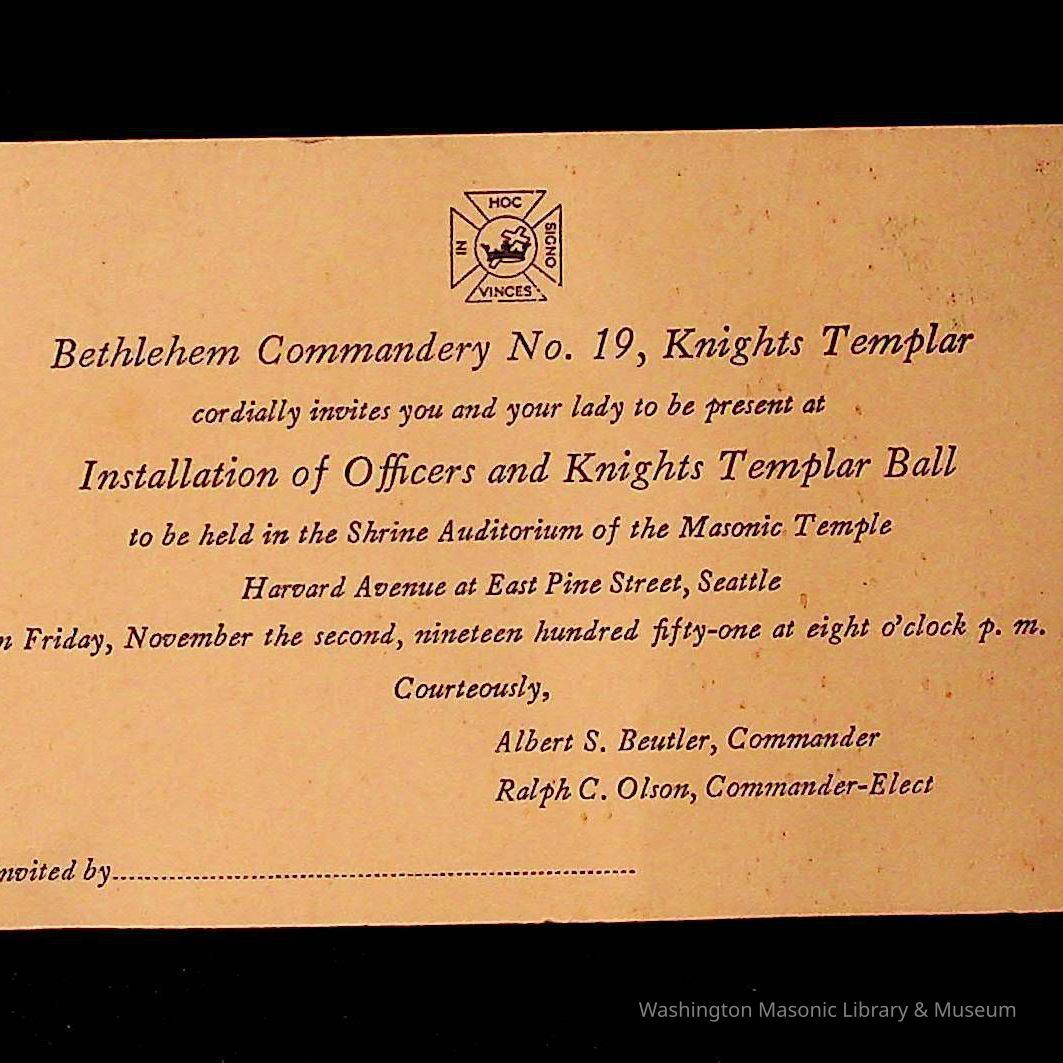 HOC
IN
SIGNO
VINCES
Bethlehem Commandery No. 19, Knights Templar
cordially invites you and your lady to be present at
Installation of Officers and Knights Templar Ball
to be held in the Shrine Auditorium of the Masonic Temple
Harvard Avenue at East Pine Street, Seattle
n Friday, November the second, nineteen hundred fifty-one at eight o'clock p. m.
Courteously,
Albert S. Beutler, Commander
Ralph C. Olson, Commander-Elect
nvited by
Washington Masonic Library & Museum